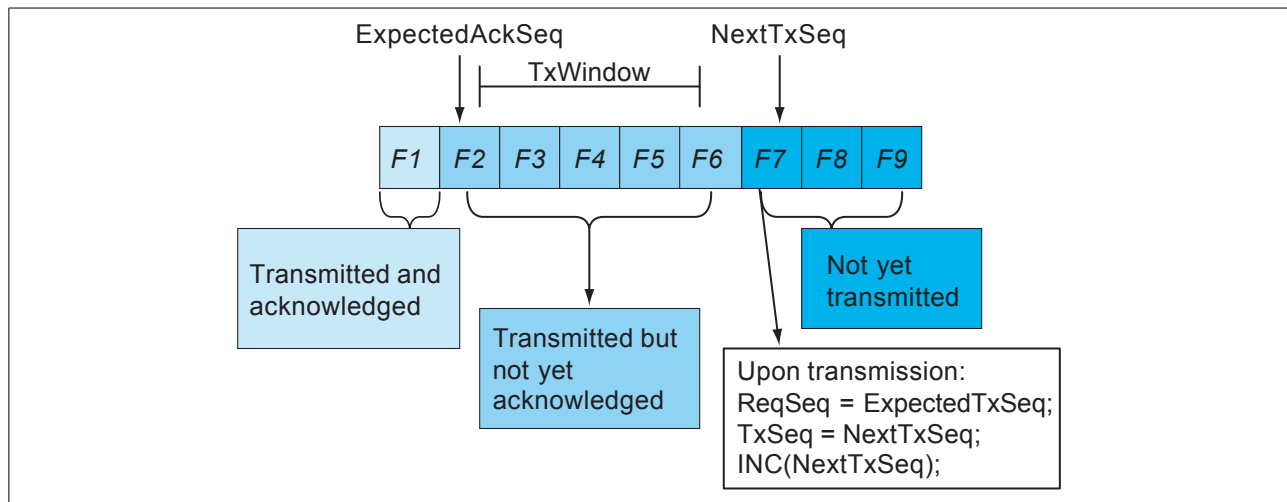 ExpectedAckSeq
NextTxSeq
TxWindow
F1 F2 F3 F4 F5 F6 F7 F8 F9
Transmitted and
acknowledged
Transmitted but
not yet
acknowledged
Not yet
transmitted
Upon transmission:
ReqSeq = ExpectedTxSeq;
TxSeq = NextTxSeq;
INC(NextTxSeq);